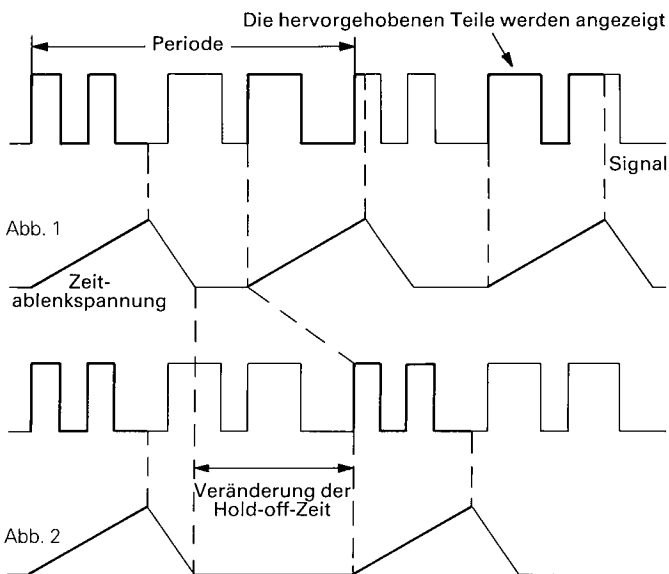 Die hervorgehobenen Teile werden angezeigt
Periode
Signal
Abb. 1
Zeit-
ablenkspannung
Veränderung der
Hold-off-Zeit
Abb. 2